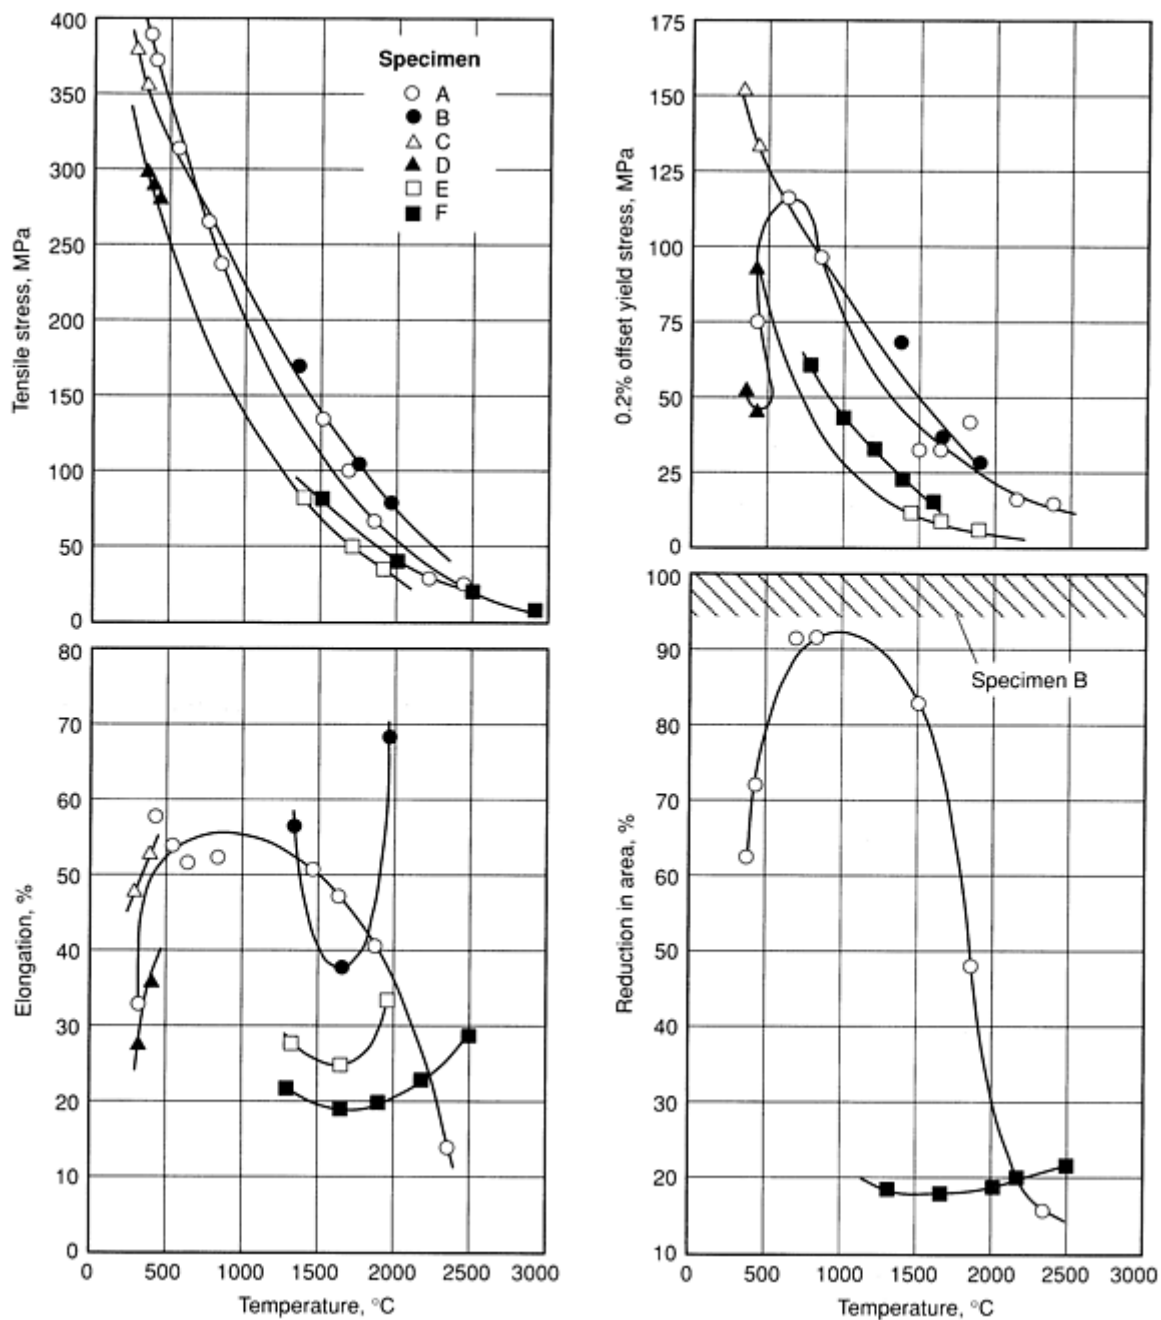 400
350
300
250
200
150
100
50
0
Tensile stress, MPa
Specimen
A
B
C
D
E
F
175
150
125
100
75
50
25
0
0.2% offset yield stress, MPa
80
70
60
50
40
30
20
10
0
Elongation, %
0 500 1000 1500 2000 2500 3000
Temperature, °C
100
90
80
70
60
50
40
30
20
10
Reduction in area, %
Specimen B
0 500 1000 1500 2000 2500 3000
Temperature, °C